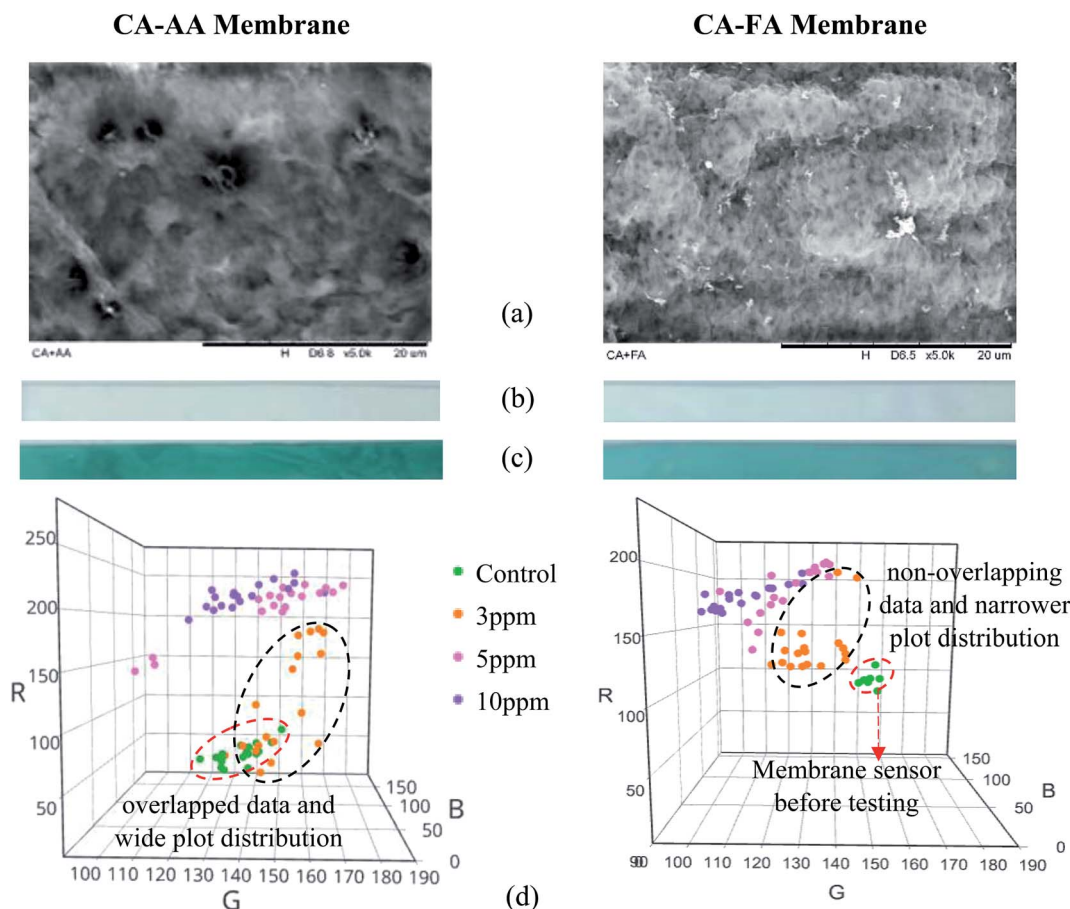 CA-AA Membrane
CA-FA Membrane
CA+AA
H D6.8 x5.0k 20 um
CA+FA
H D6.5 x5.0k 20 um
(a)
(b)
(c)
250
200
150
100
50
R
150
100
50
0
B
100 110 120 130 140 150 160 170 180 190
G
overlapped data and
wide plot distribution
Control
3ppm
5ppm
10ppm
200
150
100
50
R
150
100
50
0
B
90 100 110 120 130 140 150 160 170 180 190
G
non-overlapping
data and narrower
plot distribution
Membrane sensor
before testing
(d)